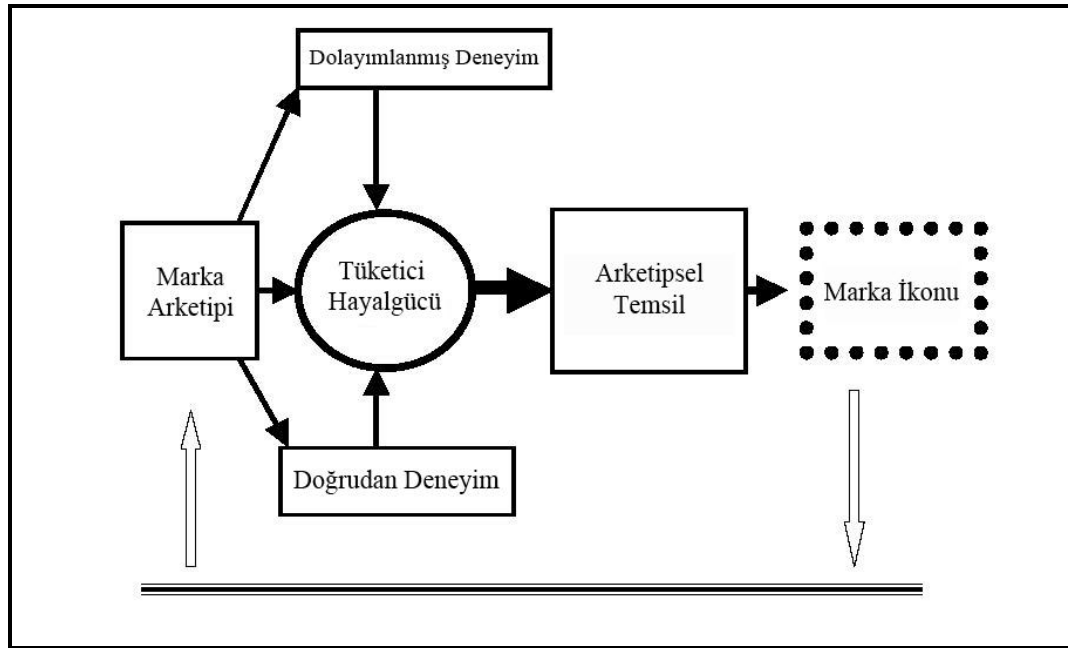 Dolayımlanmış Deneyim
Marka
Arketipi
Tüketici
Hayalgücü
Arketipsel
Temsil
Marka İkonu
Doğrudan Deneyim